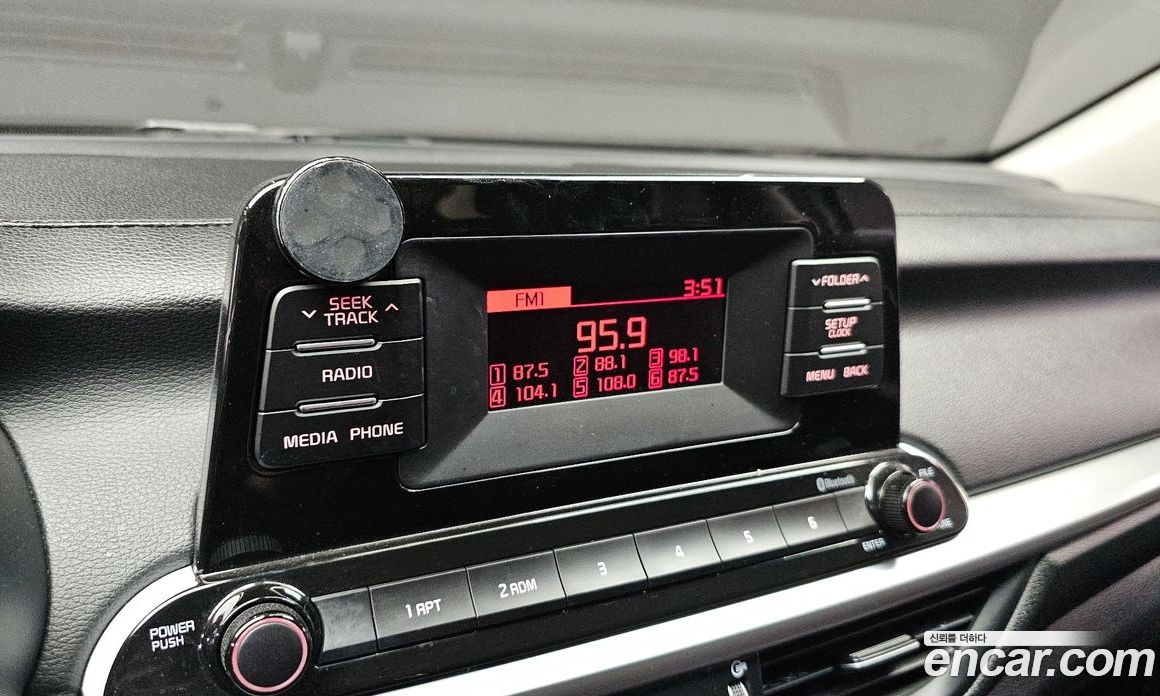 SEEK
TRACK
RADIO
MEDIA PHONE
FM1 3:51
95.9
1 87.5 2 88.1 3 98.1
4 104.1 5 108.0 6 87.5
FOLDER
SETUP
CLOCK
MENU BACK
Bluetooth
FILE
TUNE
ENTER
POWER
PUSH
1 RPT
2 RDM
3
4
5
6
신뢰를 더하다
encar.com